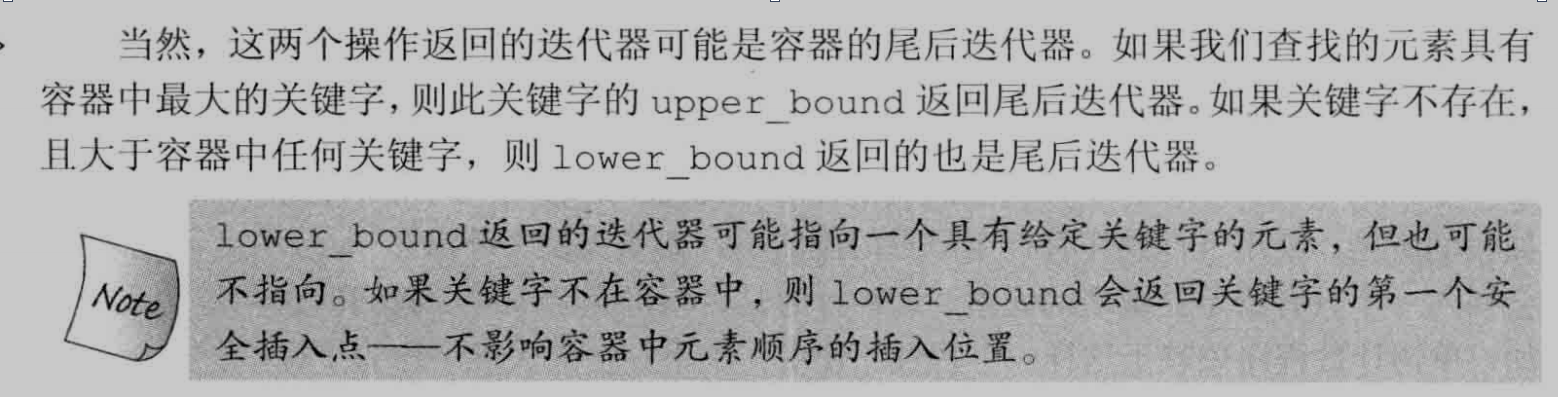 当然，这两个操作返回的迭代器可能是容器的尾后迭代器。如果我们查找的元素具有
容器中最大的关键字，则此关键字的 upper_bound 返回尾后迭代器。如果关键字不存在，
且大于容器中任何关键字，则 lower_bound 返回的也是尾后迭代器。
lower_bound 返回的迭代器可能指向一个具有给定关键字的元素，但也可能
Note
不指向。如果关键字不在容器中，则 lower_bound 会返回关键字的第一个安
全插入点——不影响容器中元素顺序的插入位置。